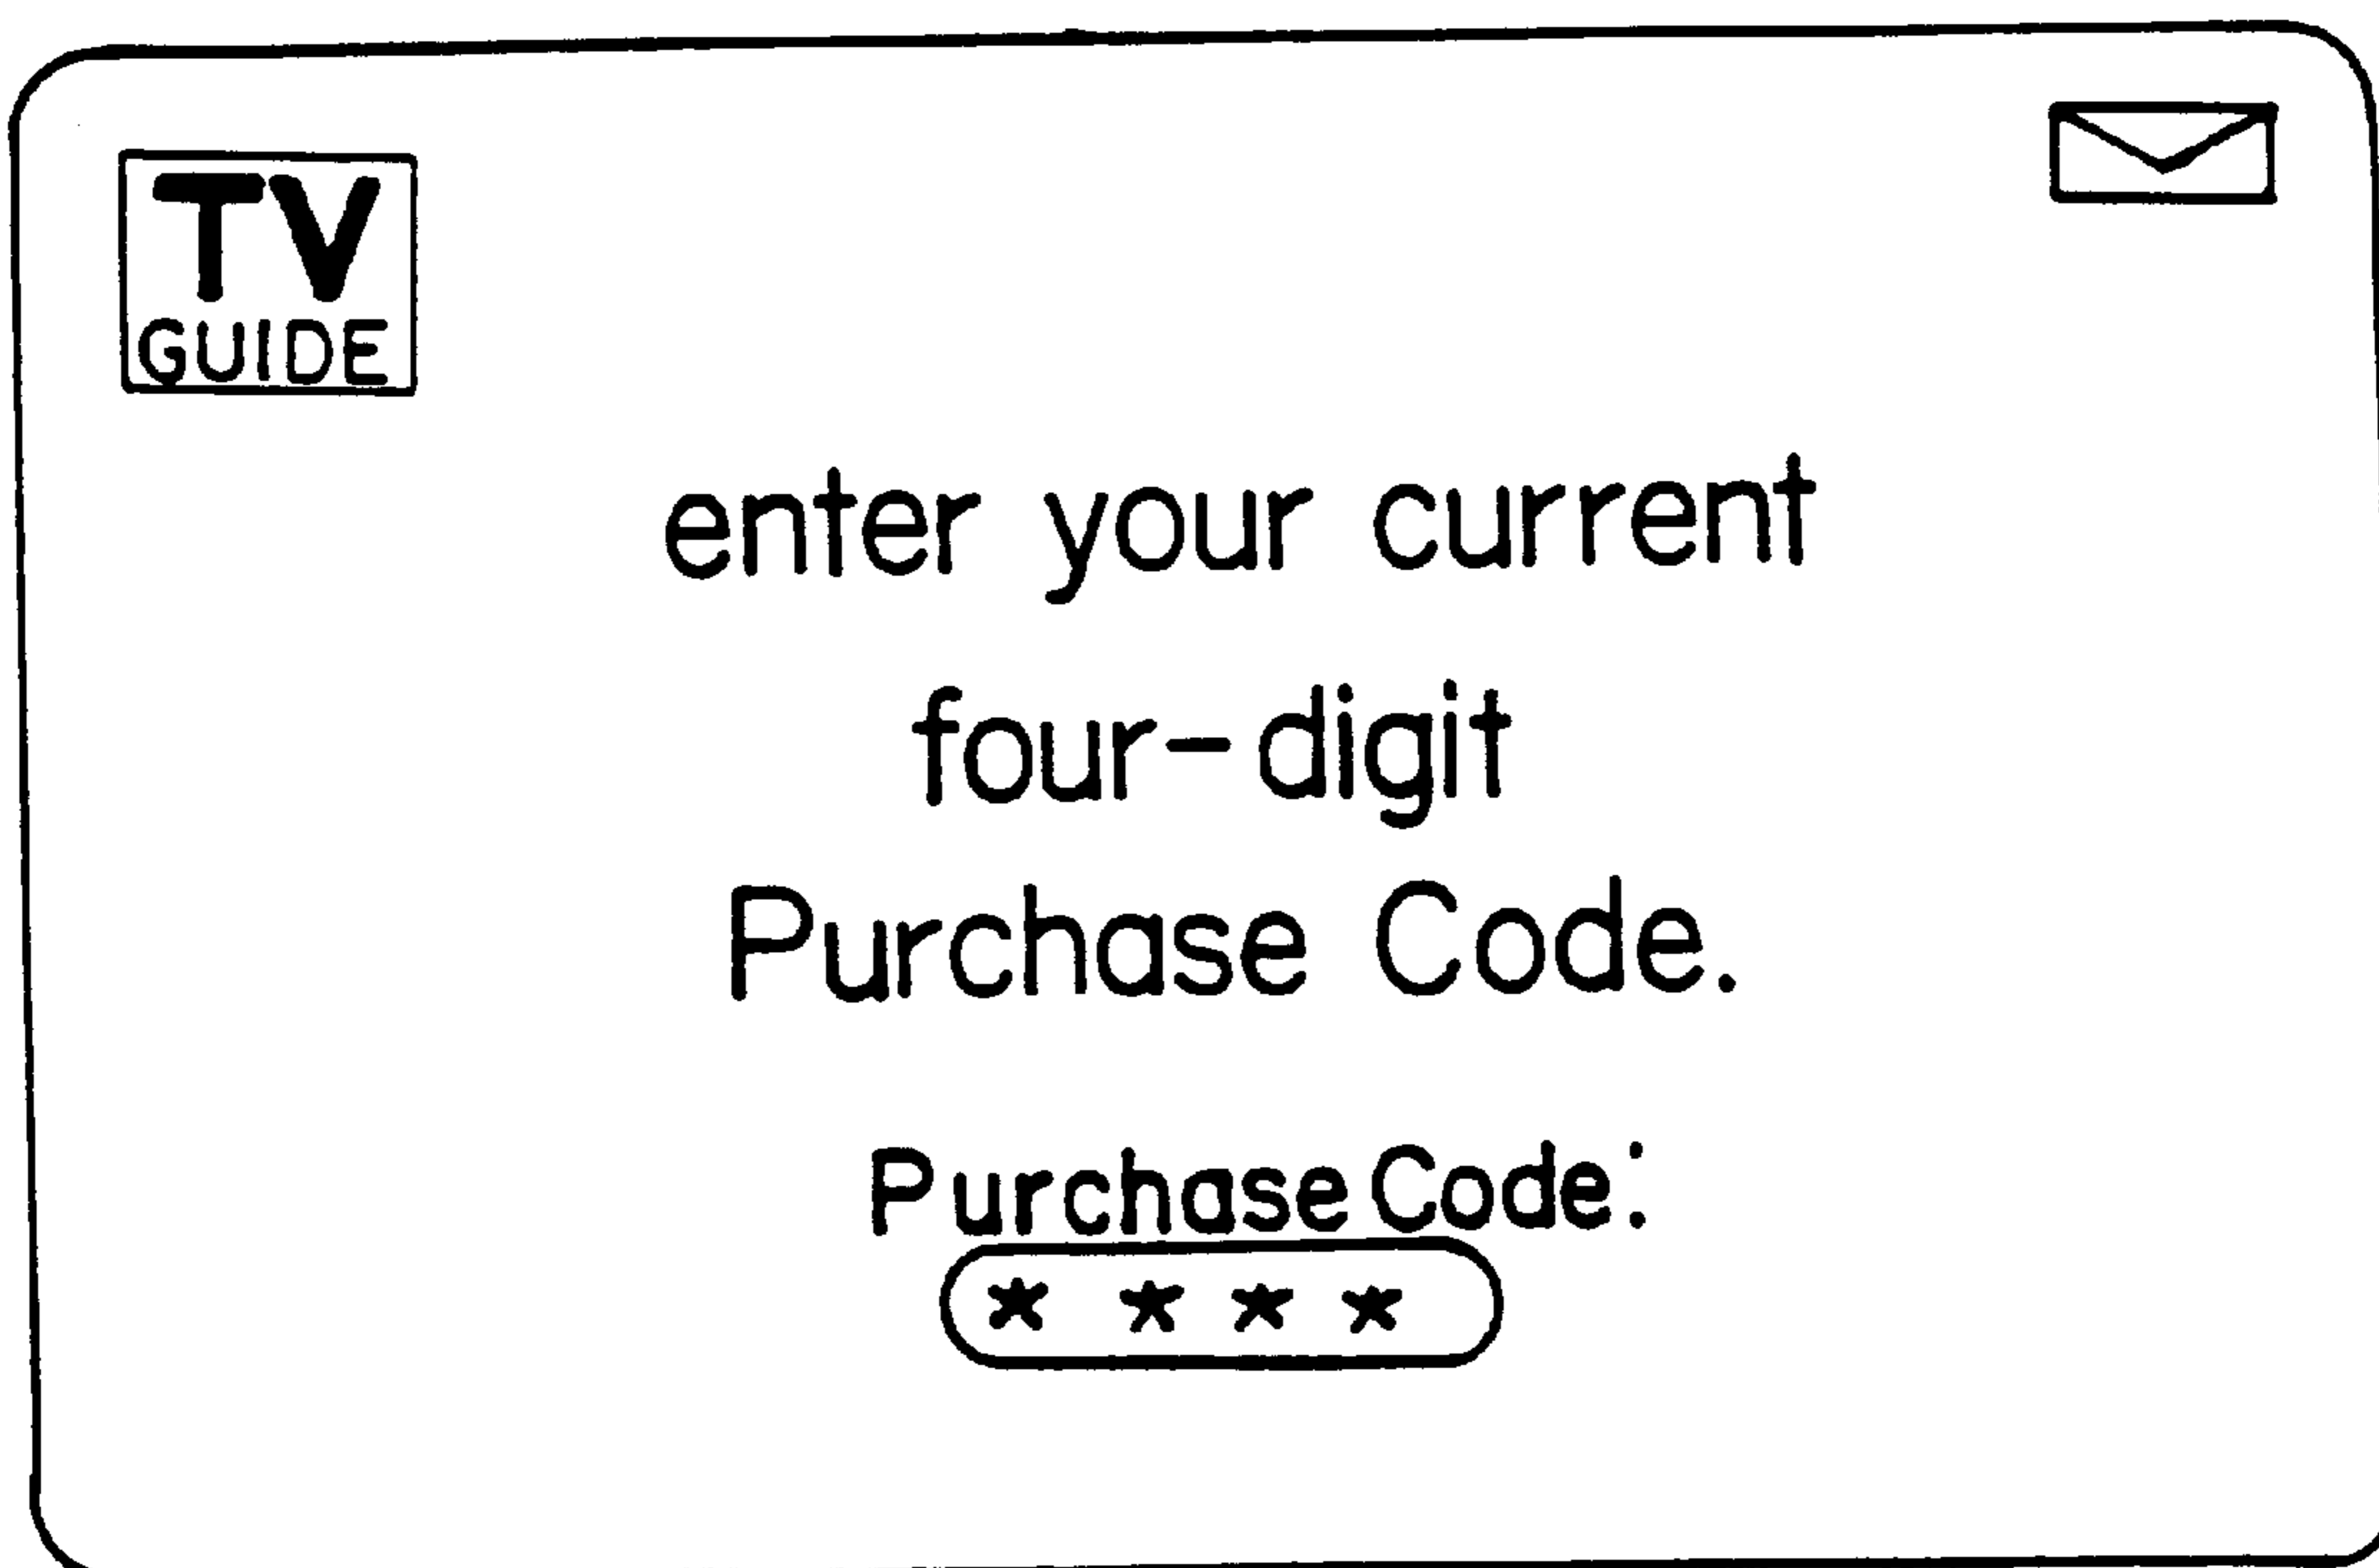 TV
GUIDE
enter your current
four-digit
Purchase Code.
Purchase Code:
* * * *